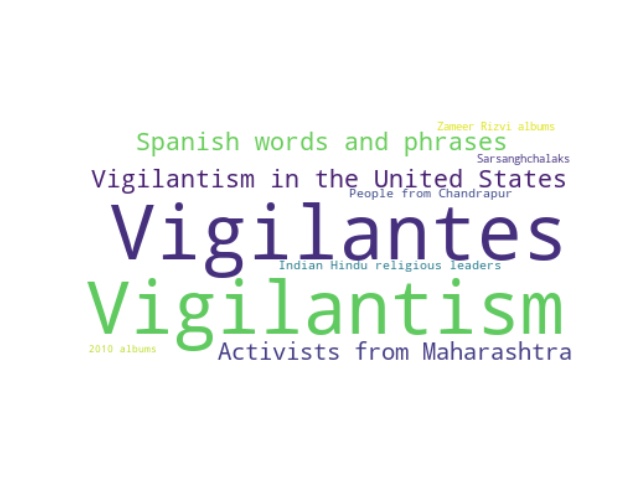 Zameer Rizvi albums
Spanish words and phrases
Sarsanghchalaks
Vigilantism in the United States
People from Chandrapur
Vigilantes
Indian Hindu religious leaders
Vigilantism
2010 albums
Activists from Maharashtra